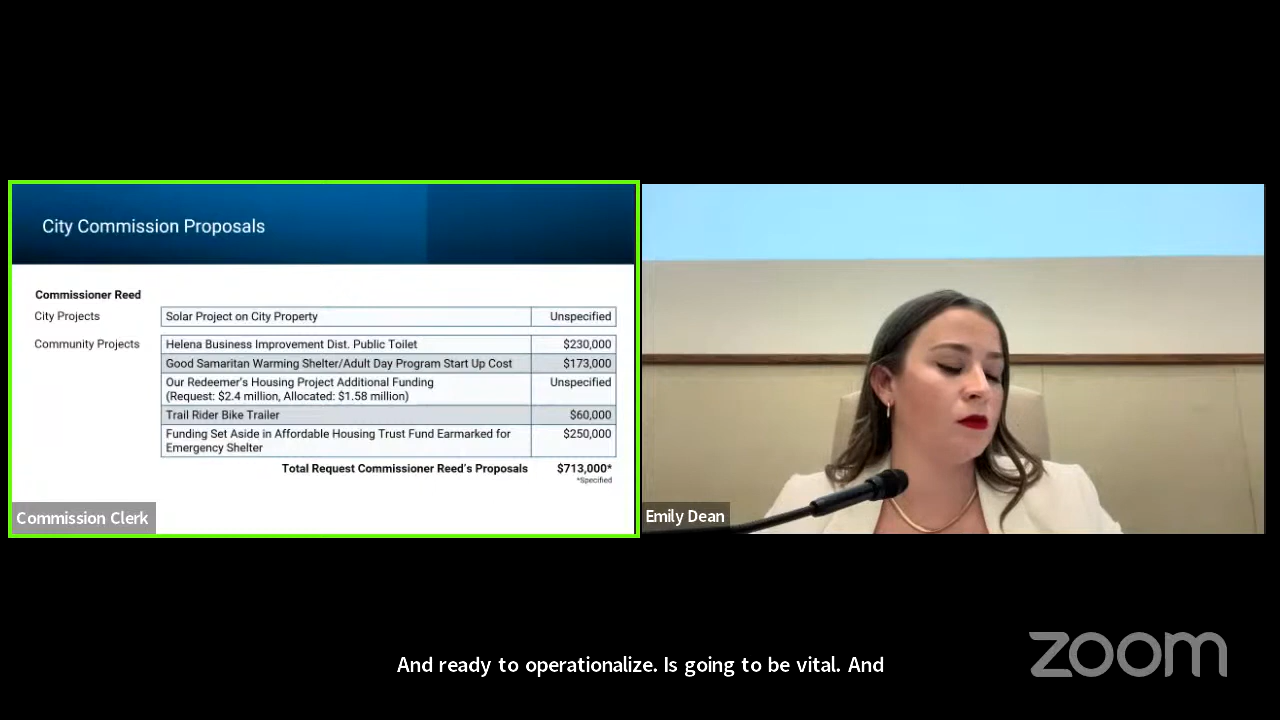 City Commission Proposals
Commissioner Reed
City Projects
Solar Project on City Property Unspecified
Community Projects
Helena Business Improvement Dist. Public Toilet $230,000
Good Samaritan Warming Shelter/Adult Day Program Start Up Cost $173,000
Our Redeemer's Housing Project Additional Funding Unspecified
(Request: $2.4 million, Allocated: $1.58 million)
Trail Rider Bike Trailer $60,000
Funding Set Aside in Affordable Housing Trust Fund Earmarked for $250,000
Emergency Shelter
Total Request Commissioner Reed's Proposals $713,000*
*Specified
Commission Clerk
Emily Dean
And ready to operationalize. Is going to be vital. And
zoom